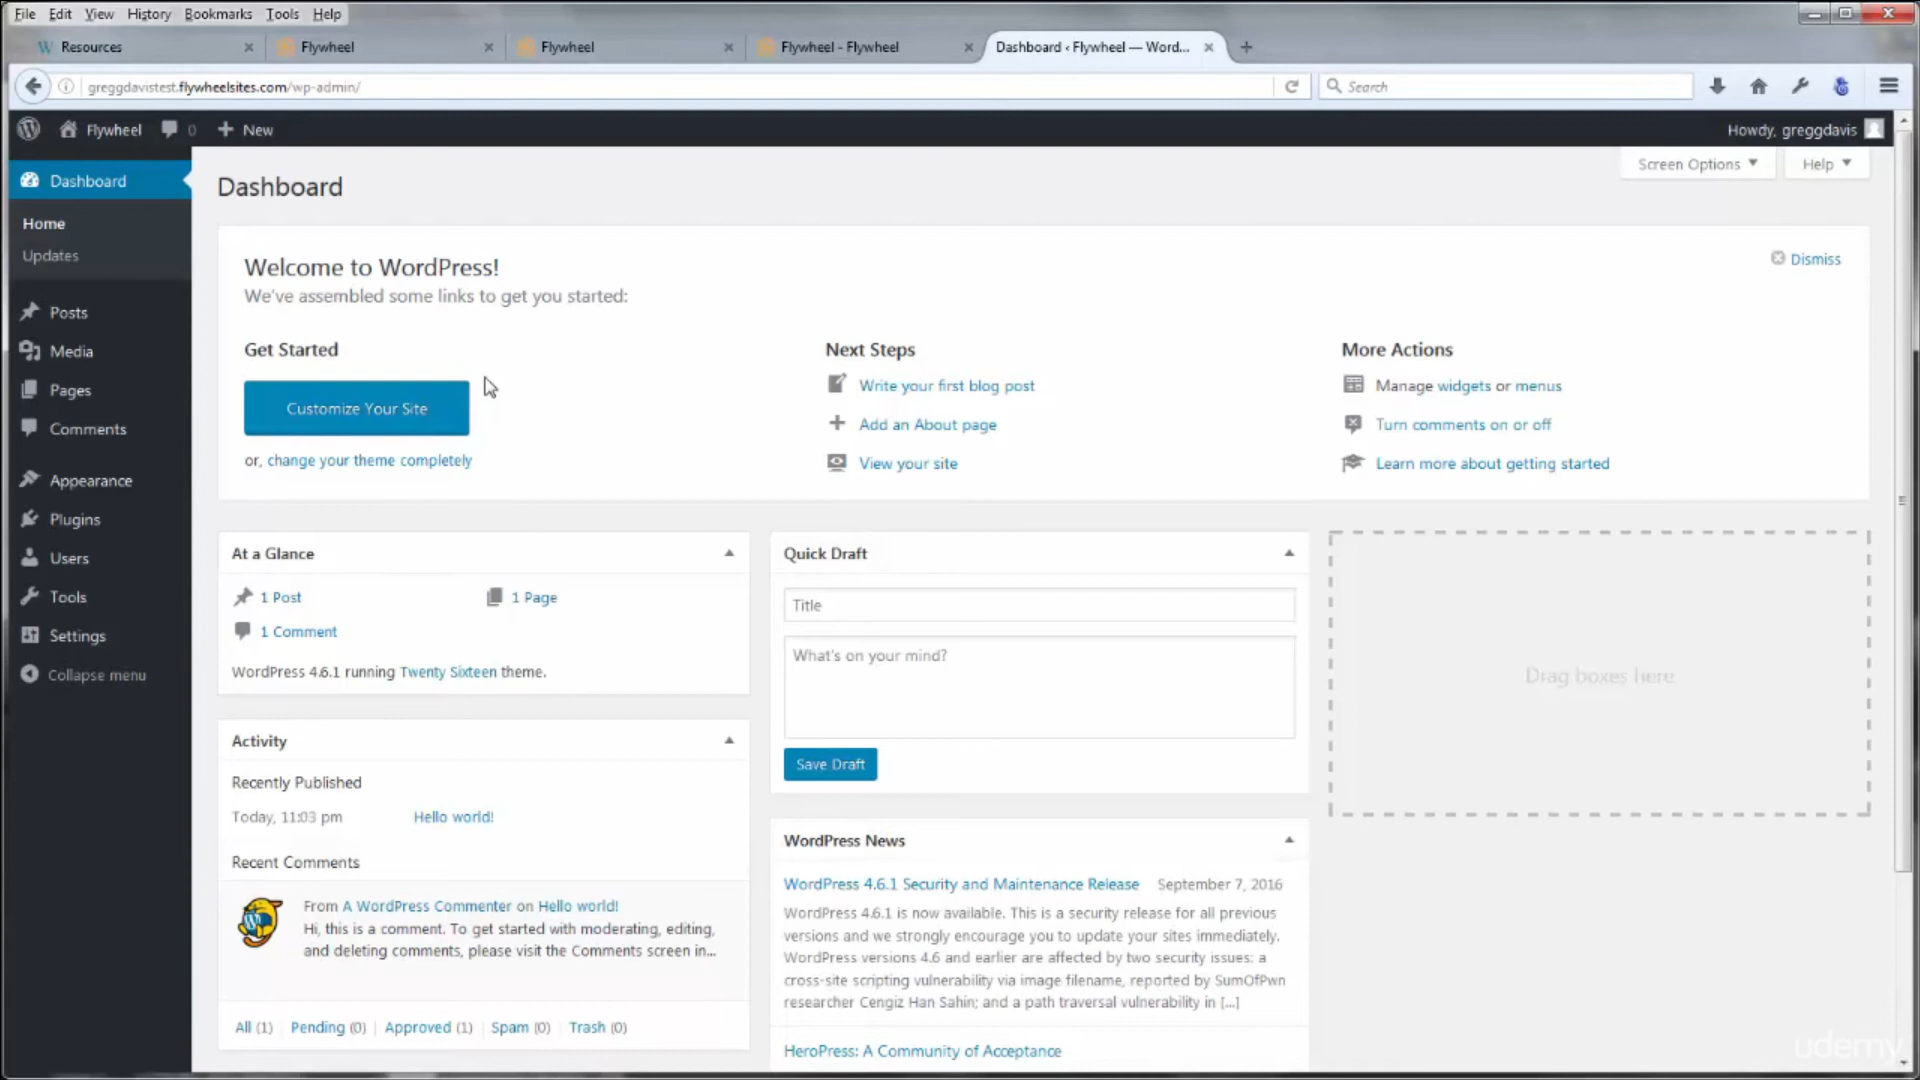 File Edit View History Bookmarks Tools Help
W Resources
Flywheel
Flywheel
Flywheel - Flywheel
Dashboard ‹ Flywheel — Word...
greggdavistest.flywheelsites.com/wp-admin/
Search
Flywheel 0 New
Howdy, greggdavis
Dashboard
Home
Updates
Posts
Media
Pages
Comments
Appearance
Plugins
Users
Tools
Settings
Collapse menu
Screen Options
Help
Dashboard
Welcome to WordPress!
We've assembled some links to get you started:
Dismiss
Get Started
Customize Your Site
or, change your theme completely
Next Steps
Write your first blog post
Add an About page
View your site
More Actions
Manage widgets or menus
Turn comments on or off
Learn more about getting started
At a Glance
1 Post
1 Page
1 Comment
WordPress 4.6.1 running Twenty Sixteen theme.
Activity
Recently Published
Today, 11:03 pm Hello world!
Recent Comments
From A WordPress Commenter on Hello world!
Hi, this is a comment. To get started with moderating, editing,
and deleting comments, please visit the Comments screen in...
All (1) | Pending (0) | Approved (1) | Spam (0) | Trash (0)
Quick Draft
Title
What's on your mind?
Save Draft
WordPress News
WordPress 4.6.1 Security and Maintenance Release September 7, 2016
WordPress 4.6.1 is now available. This is a security release for all previous
versions and we strongly encourage you to update your sites immediately.
WordPress versions 4.6 and earlier are affected by two security issues: a
cross-site scripting vulnerability via image filename, reported by SumOfPwn
researcher Cengiz Han Sahin; and a path traversal vulnerability in [...]
HeroPress: A Community of Acceptance
Drag boxes here
udemy